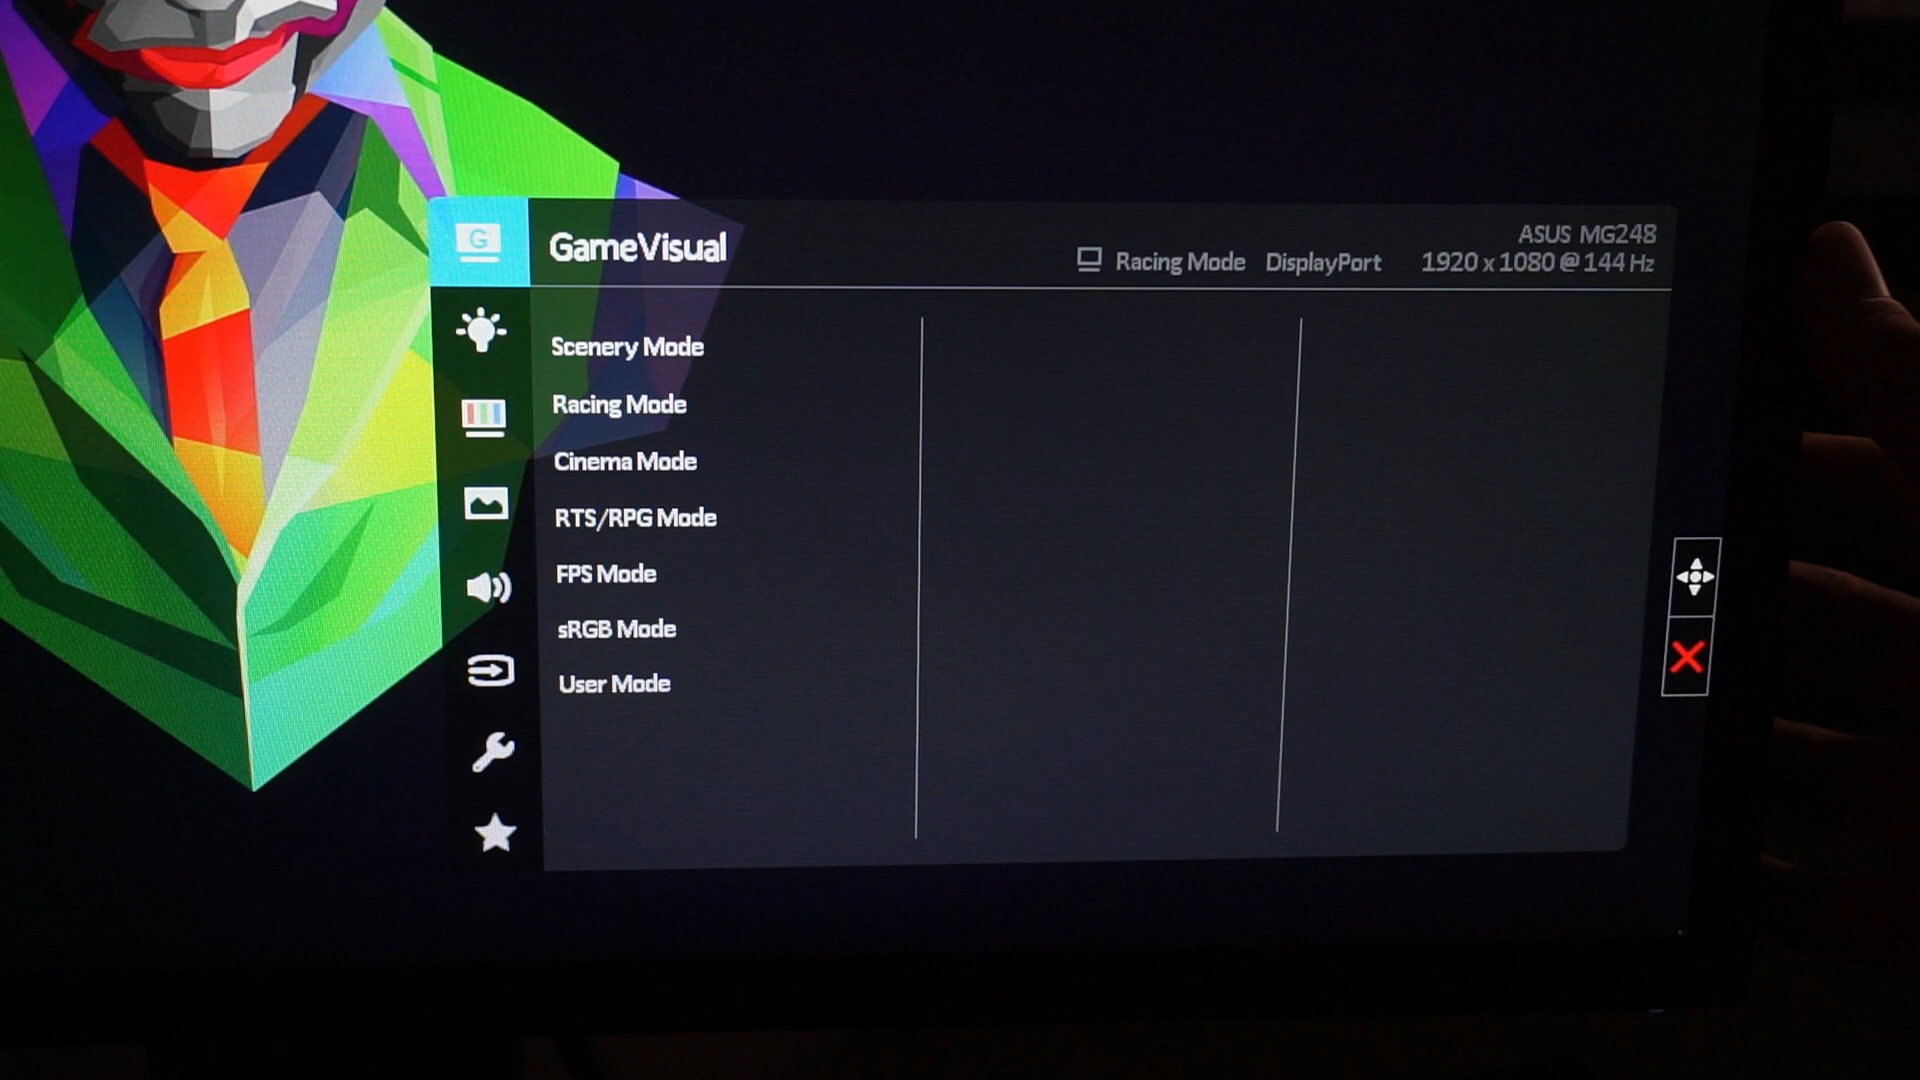 G
GameVisual
ASUS MG248
Racing Mode DisplayPort 1920 x 1080 @ 144 Hz
Scenery Mode
Racing Mode
Cinema Mode
RTS/RPG Mode
FPS Mode
sRGB Mode
User Mode